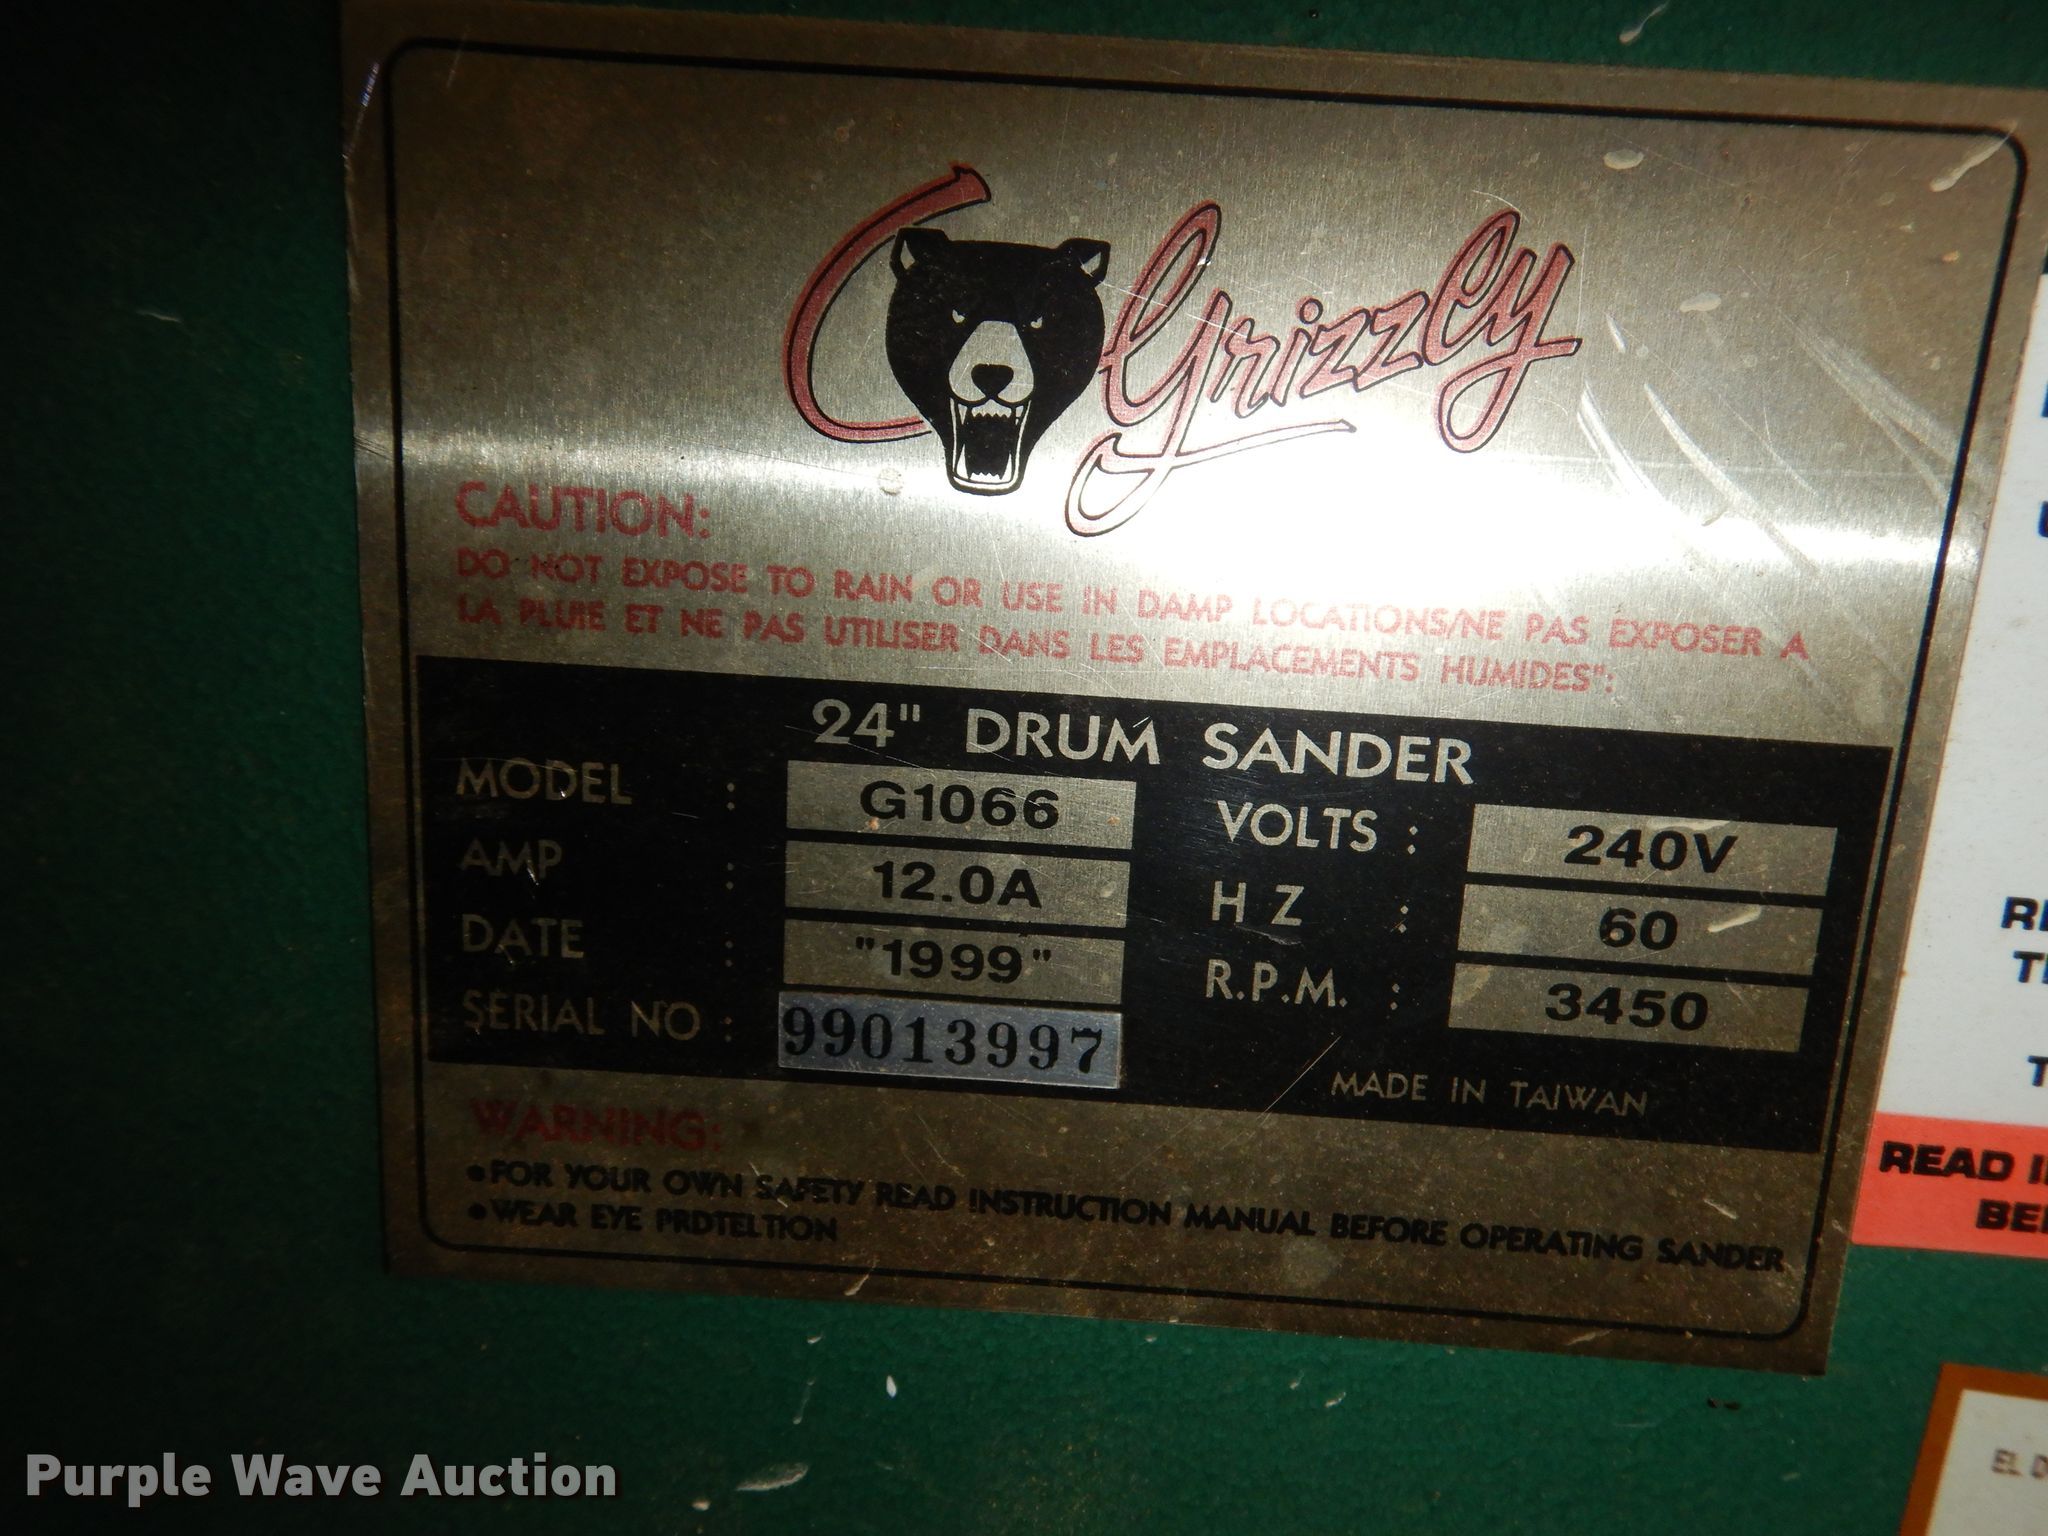 Grizzly
CAUTION:
DO NOT EXPOSE TO RAIN OR USE IN DAMP LOCATIONS/NE PAS EXPOSER A
LA PLUIE ET NE PAS UTILISER DANS LES EMPLACEMENTS HUMIDES":
24" DRUM SANDER
MODEL : G1066 VOLTS : 240V
AMP : 12.0A HZ : 60
DATE : "1999" R.P.M. : 3450
SERIAL NO : 99013997
MADE IN TAIWAN
WARNING:
•FOR YOUR OWN SAFETY READ INSTRUCTION MANUAL BEFORE OPERATING SANDER
•WEAR EYE PRDTELTION
READ
EL
Purple Wave Auction